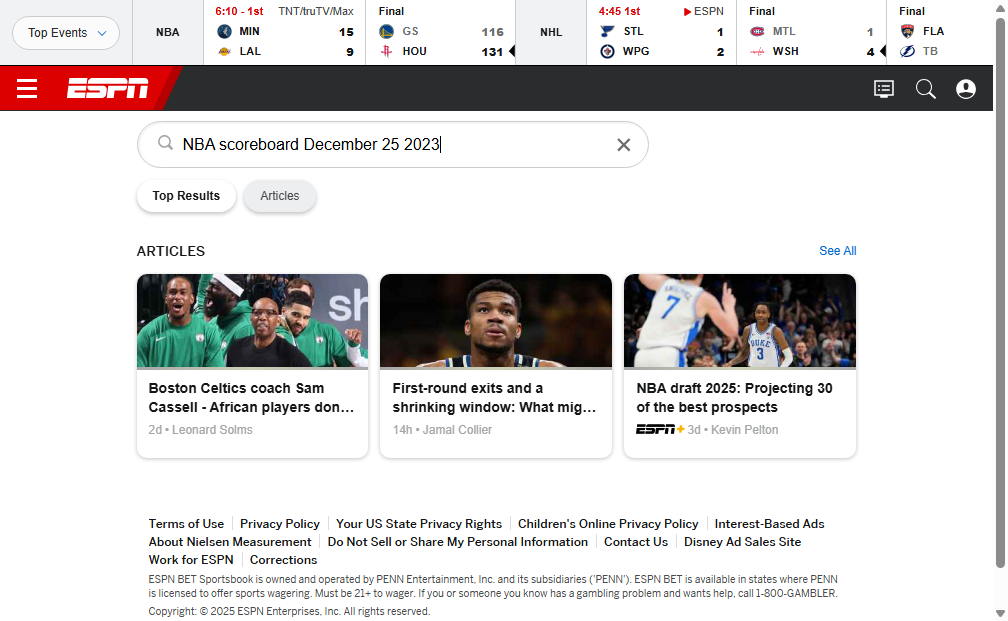 Top Events
NBA
6:10 - 1st TNT/truTV/Max
MIN 15
LAL 9
Final
GS 116
HOU 131
NHL
4:45 1st ESPN
STL 1
WPG 2
Final
MTL 1
WSH 4
Final
FLA
TB
ESPN
NBA scoreboard December 25 2023
Top Results
Articles
ARTICLES
See All
sh
Boston Celtics coach Sam
Cassell - African players don...
2d • Leonard Solms
First-round exits and a
shrinking window: What mig...
14h • Jamal Collier
7
DUKE
3
NBA draft 2025: Projecting 30
of the best prospects
ESPN+ 3d • Kevin Pelton
Terms of Use Privacy Policy Your US State Privacy Rights Children's Online Privacy Policy Interest-Based Ads
About Nielsen Measurement Do Not Sell or Share My Personal Information Contact Us Disney Ad Sales Site
Work for ESPN Corrections
ESPN BET Sportsbook is owned and operated by PENN Entertainment, Inc. and its subsidiaries ('PENN'). ESPN BET is available in states where PENN
is licensed to offer sports wagering. Must be 21+ to wager. If you or someone you know has a gambling problem and wants help, call 1-800-GAMBLER.
Copyright: © 2025 ESPN Enterprises, Inc. All rights reserved.